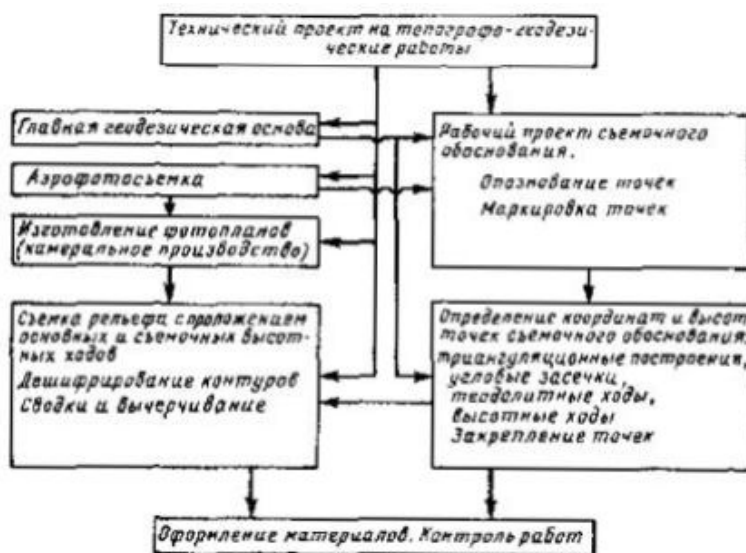 Технический проект на топографо-геодези-
ческие работы
Главная геодезическая основа
Аэрофотосъемка
Изготовление фотопланов
(камеральное производство)
Съемка рельефа с проложением
основных и съемочных высот-
ных ходов
Дешифрирование контуров
Сводки и вычерчивание
Рабочий проект съемочного
обоснования.
Опознование точек
Маркировка точек
Определение координат и высот
точек съемочного обоснования:
триангуляционные построения,
угловые засечки,
теодолитные ходы,
высотные ходы
Закрепление точек
Оформление материалов. Контроль работ